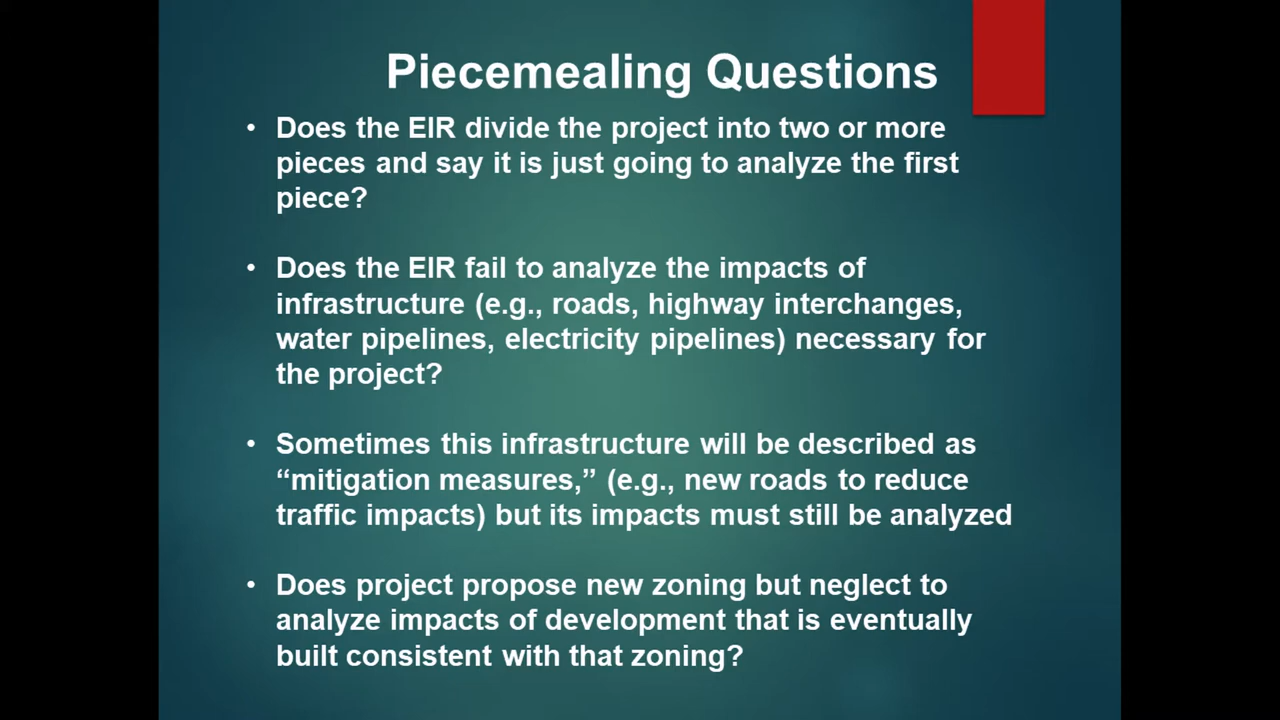 Piecemealing Questions
• Does the EIR divide the project into two or more
pieces and say it is just going to analyze the first
piece?
• Does the EIR fail to analyze the impacts of
infrastructure (e.g., roads, highway interchanges,
water pipelines, electricity pipelines) necessary for
the project?
• Sometimes this infrastructure will be described as
“mitigation measures,” (e.g., new roads to reduce
traffic impacts) but its impacts must still be analyzed
• Does project propose new zoning but neglect to
analyze impacts of development that is eventually
built consistent with that zoning?